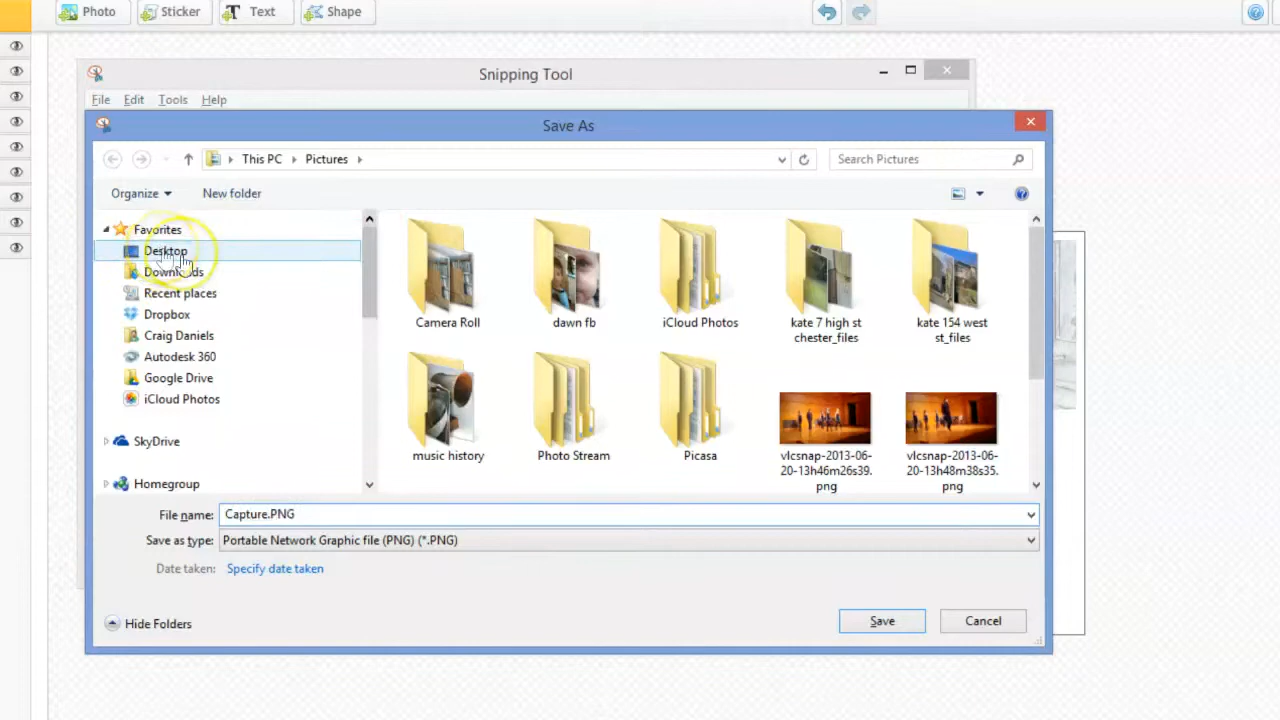 Photo
Sticker
Text
Shape
Snipping Tool
File Edit Tools Help
Save As
This PC Pictures
Search Pictures
Organize New folder
Favorites
Desktop
Downloads
Recent places
Dropbox
Craig Daniels
Autodesk 360
Google Drive
iCloud Photos
SkyDrive
Homegroup
Camera Roll
dawn fb
iCloud Photos
kate 7 high st
chester_files
kate 154 west
st_files
music history
Photo Stream
Picasa
vlcsnap-2013-06-
20-13h46m26s39.
png
vlcsnap-2013-06-
20-13h48m38s35.
png
File name: Capture.PNG
Save as type: Portable Network Graphic file (PNG) (*.PNG)
Date taken: Specify date taken
Hide Folders
Save
Cancel